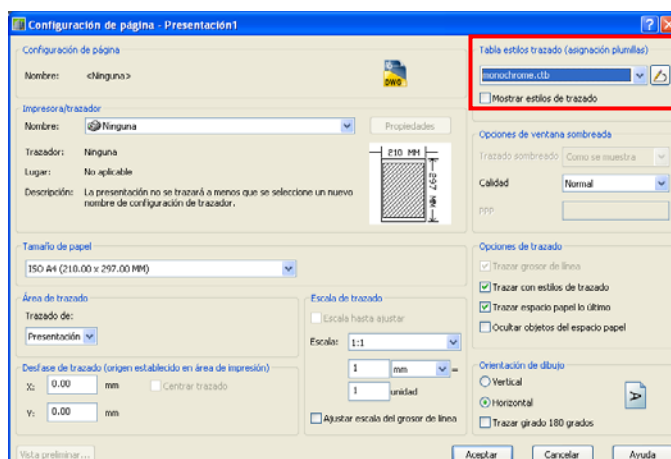 Configuración de página - Presentación1
Configuración de página
Nombre: <Ninguna>
DWG
Impresora/trazador
Nombre: Ninguna
Propiedades
Trazador: Ninguna
Lugar: No aplicable
Descripción: La presentación no se trazará a menos que se seleccione un nuevo
nombre de configuración de trazador.
210 MM
297 MM
Tamaño de papel
ISO A4 (210.00 x 297.00 MM)
Área de trazado
Trazado de:
Presentación
Escala de trazado
Escala hasta ajustar
Escala: 1:1
1 mm =
1 unidad
Ajustar escala del grosor de línea
Desfase de trazado (origen establecido en área de impresión)
X: 0.00 mm
Centrar trazado
Y: 0.00 mm
Tabla estilos trazado (asignación plumillas)
monochrome.ctb
Mostrar estilos de trazado
Opciones de ventana sombreada
Trazado sombreado Como se muestra
Calidad Normal
PPP
Opciones de trazado
Trazar grosor de línea
Trazar con estilos de trazado
Trazar espacio papel lo último
Ocultar objetos del espacio papel
Orientación de dibujo
Vertical
Horizontal
Trazar girado 180 grados
A
Vista preliminar...
Aceptar
Cancelar
Ayuda